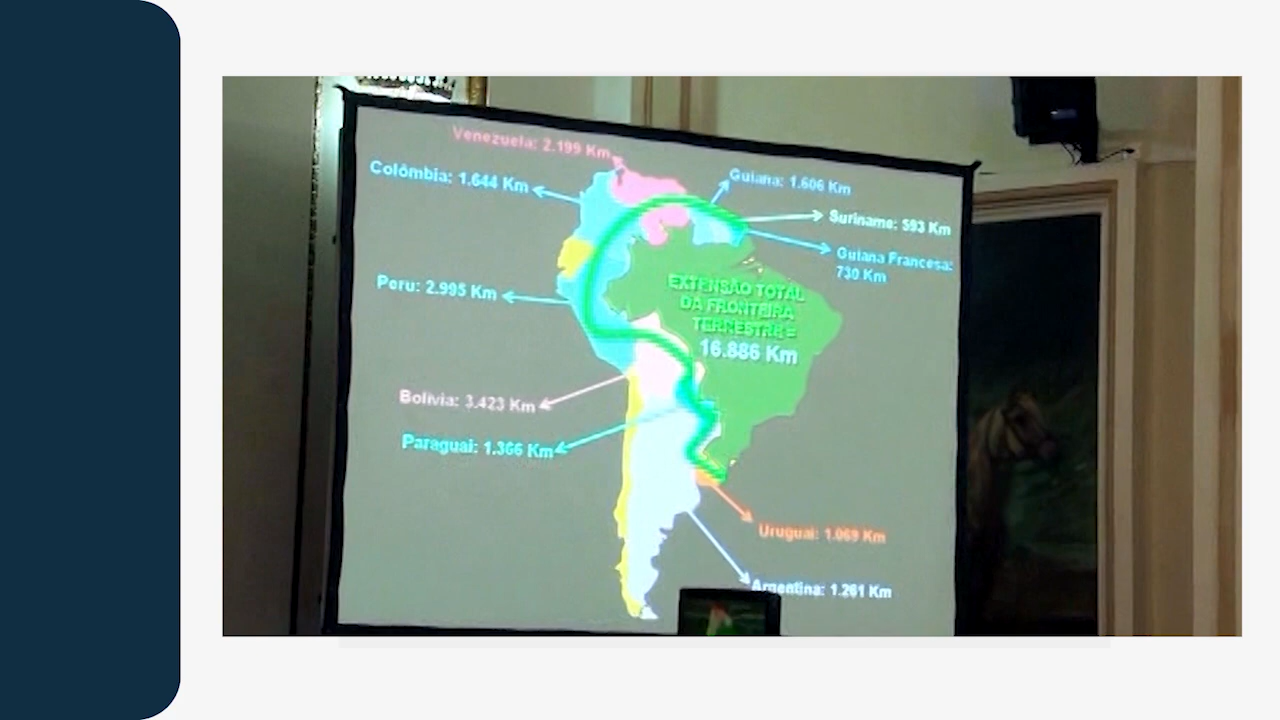 Venezuela: 2.199 Km
Colômbia: 1.644 Km
Guiana: 1.606 Km
Suriname: 593 Km
Guiana Francesa:
730 Km
Peru: 2.995 Km
EXTENSÃO TOTAL
DA FRONTEIRA
TERRESTRE=
16.886 Km
Bolívia: 3.423 Km
Paraguai: 1.366 Km
Uruguai: 1.069 Km
Argentina: 1.261 Km